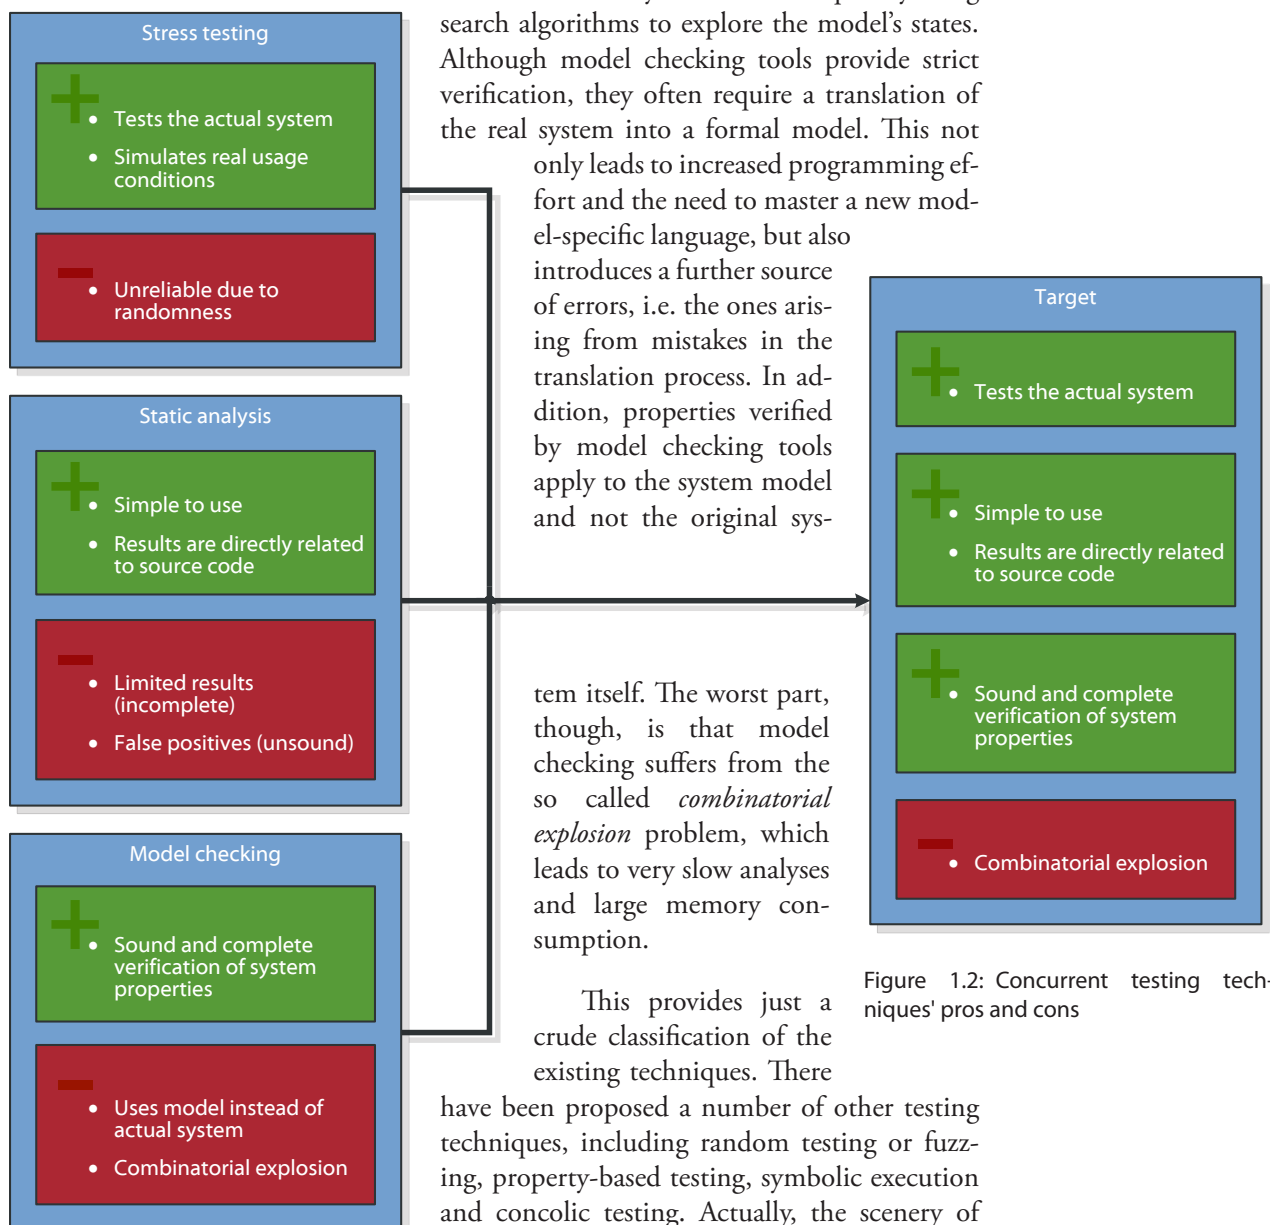 search algorithms to explore the model's states.
Although model checking tools provide strict
verification, they often require a translation of
the real system into a formal model. This not
only leads to increased programming ef-
fort and the need to master a new mod-
el-specific language, but also
introduces a further source
of errors, i.e. the ones aris-
ing from mistakes in the
translation process. In ad-
dition, properties verified
by model checking tools
apply to the system model
and not the original sys-
tem itself. The worst part,
though, is that model
checking suffers from the
so called combinatorial
explosion problem, which
leads to very slow analyses
and large memory con-
sumption.
This provides just a
crude classification of the
existing techniques. There
have been proposed a number of other testing
techniques, including random testing or fuzz-
ing, property-based testing, symbolic execution
and concolic testing. Actually, the scenery of
Stress testing
+
• Tests the actual system
• Simulates real usage
conditions
−
• Unreliable due to
randomness
Static analysis
+
• Simple to use
• Results are directly related
to source code
−
• Limited results
(incomplete)
• False positives (unsound)
Model checking
+
• Sound and complete
verification of system
properties
−
• Uses model instead of
actual system
• Combinatorial explosion
Target
+
• Tests the actual system
+
• Simple to use
• Results are directly related
to source code
+
• Sound and complete
verification of system
properties
−
• Combinatorial explosion
Figure 1.2: Concurrent testing tech-
niques' pros and cons